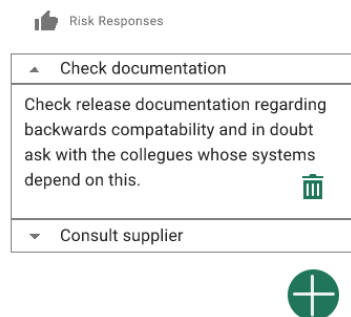 Risk Responses
Check documentation
Check release documentation regarding
backwards compatability and in doubt
ask with the collegues whose systems
depend on this.
Consult supplier